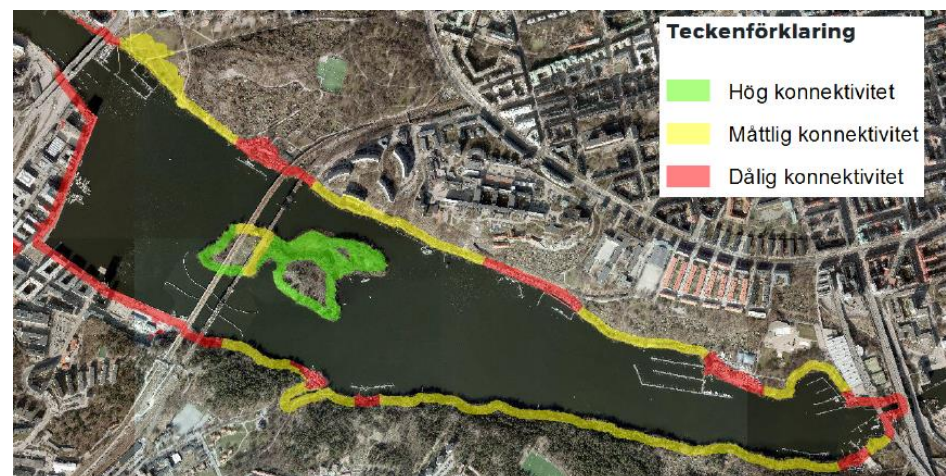 Teckenförklaring
Hög konnektivitet
Måttlig konnektivitet
Dålig konnektivitet